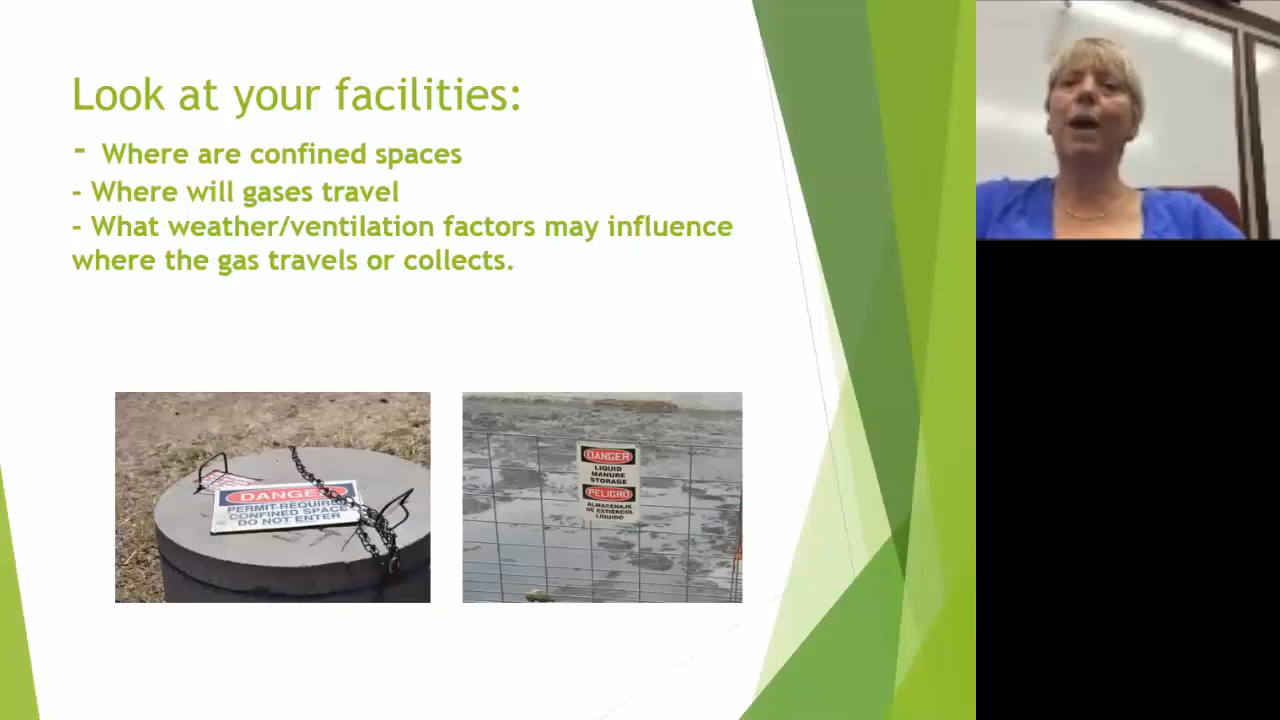 Look at your facilities:
- Where are confined spaces
- Where will gases travel
- What weather/ventilation factors may influence
where the gas travels or collects.
DANGER
PERMIT-REQUIRED
CONFINED SPACE
DO NOT ENTER
DANGER
LIQUID
MANURE
STORAGE
PELIGRO
ALMACENAJE
DE ESTIERCOL
LIQUIDO